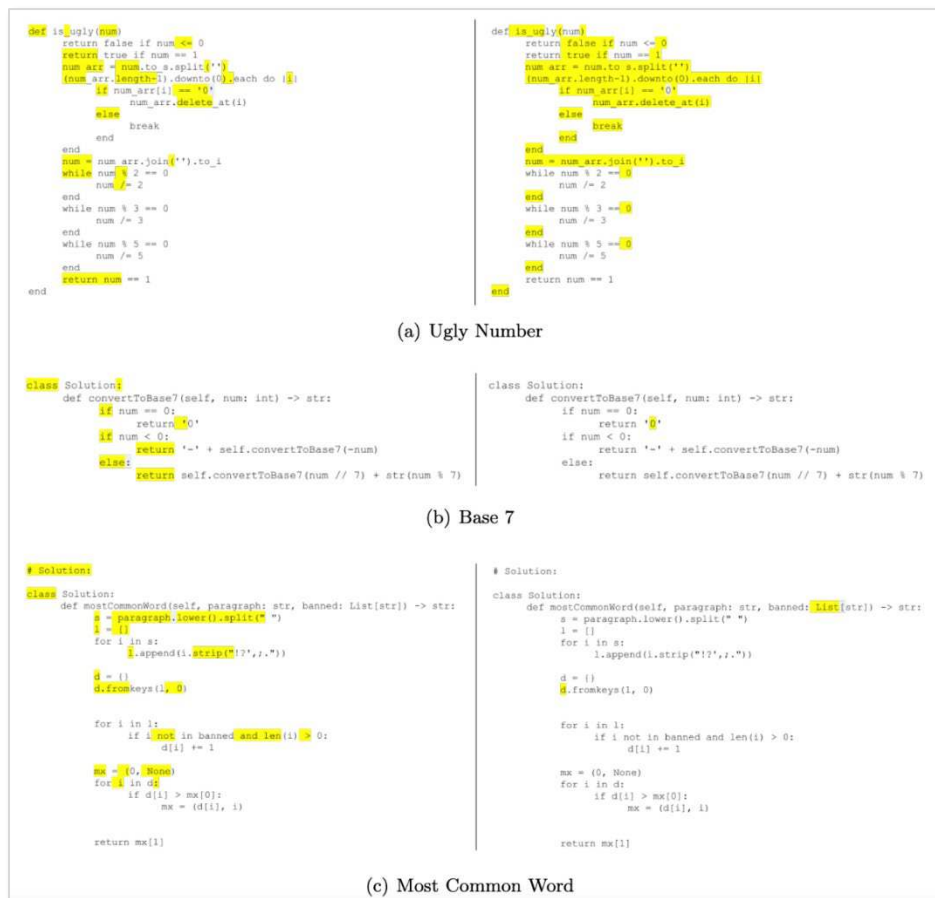 def is_ugly(num)
return false if num <= 0
return true if num == 1
num_arr = num.to_s.split('')
(num_arr.length-1).downto(0).each do |i|
if num_arr[i] == '0'
num_arr.delete_at(i)
else
break
end
end
num = num_arr.join('').to_i
while num % 2 == 0
num /= 2
end
while num % 3 == 0
num /= 3
end
while num % 5 == 0
num /= 5
end
return num == 1
end
def is_ugly(num)
return false if num <= 0
return true if num == 1
num_arr = num.to_s.split('')
(num_arr.length-1).downto(0).each do |i|
if num_arr[i] == '0'
num_arr.delete_at(i)
else
break
end
end
num = num_arr.join('').to_i
while num % 2 == 0
num /= 2
end
while num % 3 == 0
num /= 3
end
while num % 5 == 0
num /= 5
end
return num == 1
end
(a) Ugly Number
class Solution:
def convertToBase7(self, num: int) -> str:
if num == 0:
return '0'
if num < 0:
return '-' + self.convertToBase7(-num)
else:
return self.convertToBase7(num // 7) + str(num % 7)
class Solution:
def convertToBase7(self, num: int) -> str:
if num == 0:
return '0'
if num < 0:
return '-' + self.convertToBase7(-num)
else:
return self.convertToBase7(num // 7) + str(num % 7)
(b) Base 7
# Solution:
class Solution:
def mostCommonWord(self, paragraph: str, banned: List[str]) -> str:
s = paragraph.lower().split(" ")
l = []
for i in s:
l.append(i.strip("!?',;."))
d = {}
d.fromkeys(l, 0)
for i in l:
if i not in banned and len(i) > 0:
d[i] += 1
mx = (0, None)
for i in d:
if d[i] > mx[0]:
mx = (d[i], i)
return mx[1]
# Solution:
class Solution:
def mostCommonWord(self, paragraph: str, banned: List[str]) -> str:
s = paragraph.lower().split(" ")
l = []
for i in s:
l.append(i.strip("!?',;."))
d = {}
d.fromkeys(l, 0)
for i in l:
if i not in banned and len(i) > 0:
d[i] += 1
mx = (0, None)
for i in d:
if d[i] > mx[0]:
mx = (d[i], i)
return mx[1]
(c) Most Common Word